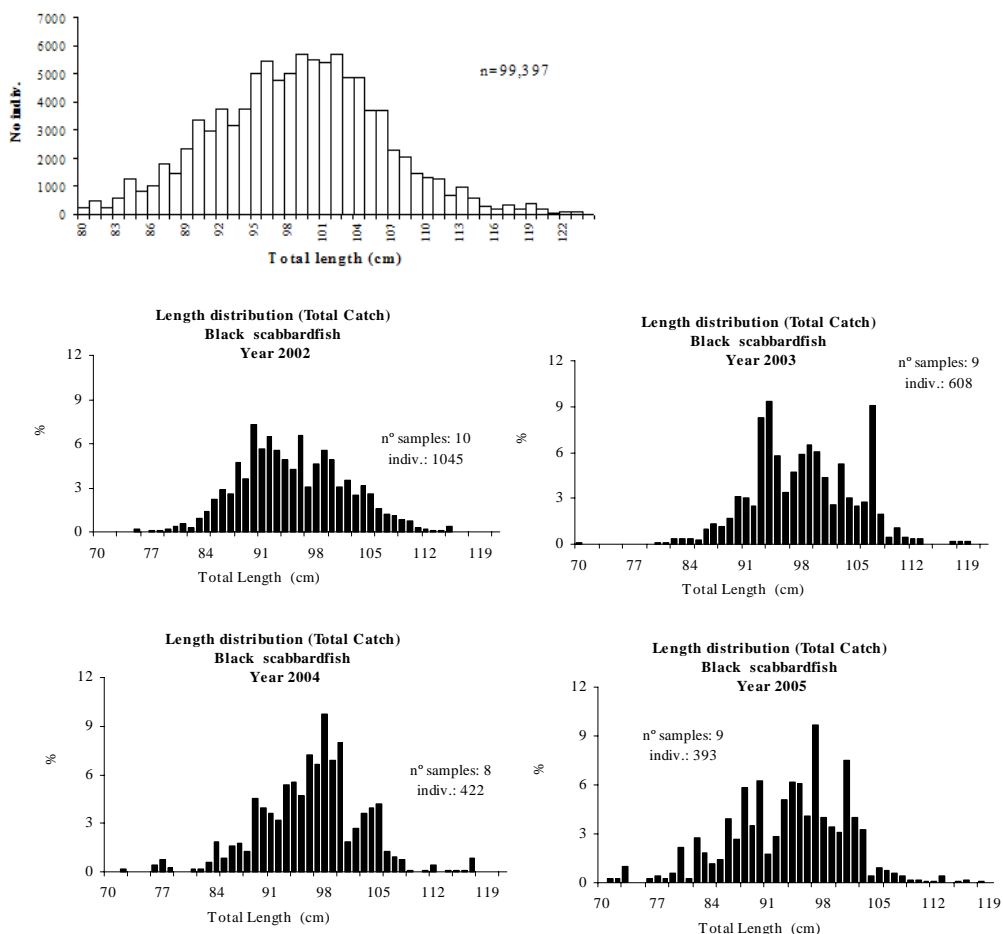 7000
6000
5000
4000
3000
2000
1000
0
No indiv.
n=99,397
80 83 86 89 92 95 98 101 104 107 110 113 116 119 122
Total length (cm)
Length distribution (Total Catch)
Black scabbardfish
Year 2002
12
9
6
3
0
%
nº samples: 10
indiv.: 1045
70 77 84 91 98 105 112 119
Total Length (cm)
Length distribution (Total Catch)
Black scabbardfish
Year 2003
12
9
6
3
0
%
nº samples: 9
indiv.: 608
70 77 84 91 98 105 112 119
Total Length (cm)
Length distribution (Total Catch)
Black scabbardfish
Year 2004
12
9
6
3
0
%
nº samples: 8
indiv.: 422
70 77 84 91 98 105 112 119
Total Length (cm)
Length distribution (Total Catch)
Black scabbardfish
Year 2005
12
9
6
3
0
%
nº samples: 9
indiv.: 393
70 77 84 91 98 105 112 119
Total Length (cm)